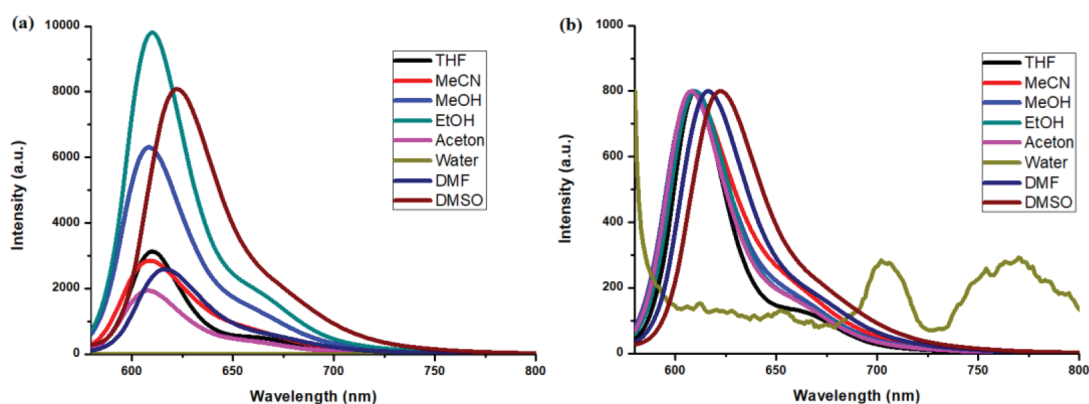 (a)
10000
8000
6000
4000
2000
0
Intensity (a.u.)
THF
MeCN
MeOH
EtOH
Aceton
Water
DMF
DMSO
600 650 700 750 800
Wavelength (nm)
(b)
1000
800
600
400
200
0
Intensity (a.u.)
THF
MeCN
MeOH
EtOH
Aceton
Water
DMF
DMSO
600 650 700 750 800
Wavelength (nm)